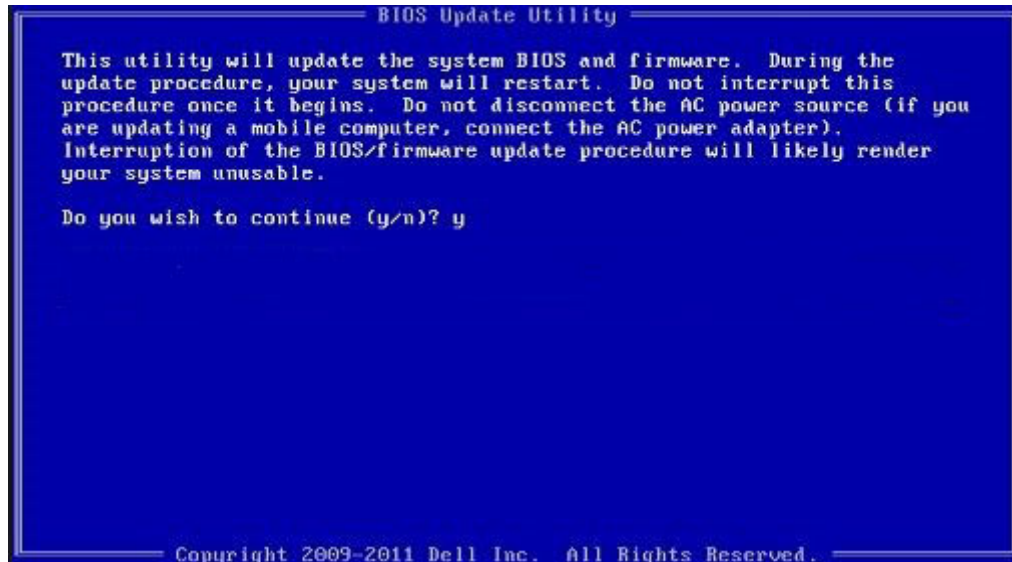 BIOS Update Utility
This utility will update the system BIOS and firmware.  During the
update procedure, your system will restart.  Do not interrupt this
procedure once it begins.  Do not disconnect the AC power source (if you
are updating a mobile computer, connect the AC power adapter).
Interruption of the BIOS/firmware update procedure will likely render
your system unusable.
Do you wish to continue (y/n)? y
Copyright 2009-2011 Dell Inc.  All Rights Reserved.